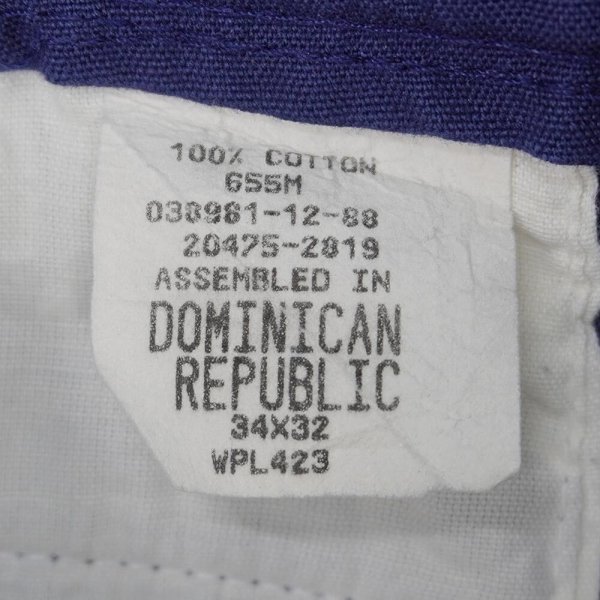 100% COTTON
655M
030981-12-88
20475-2819
ASSEMBLED IN
DOMINICAN
REPUBLIC
34X32
WPL423